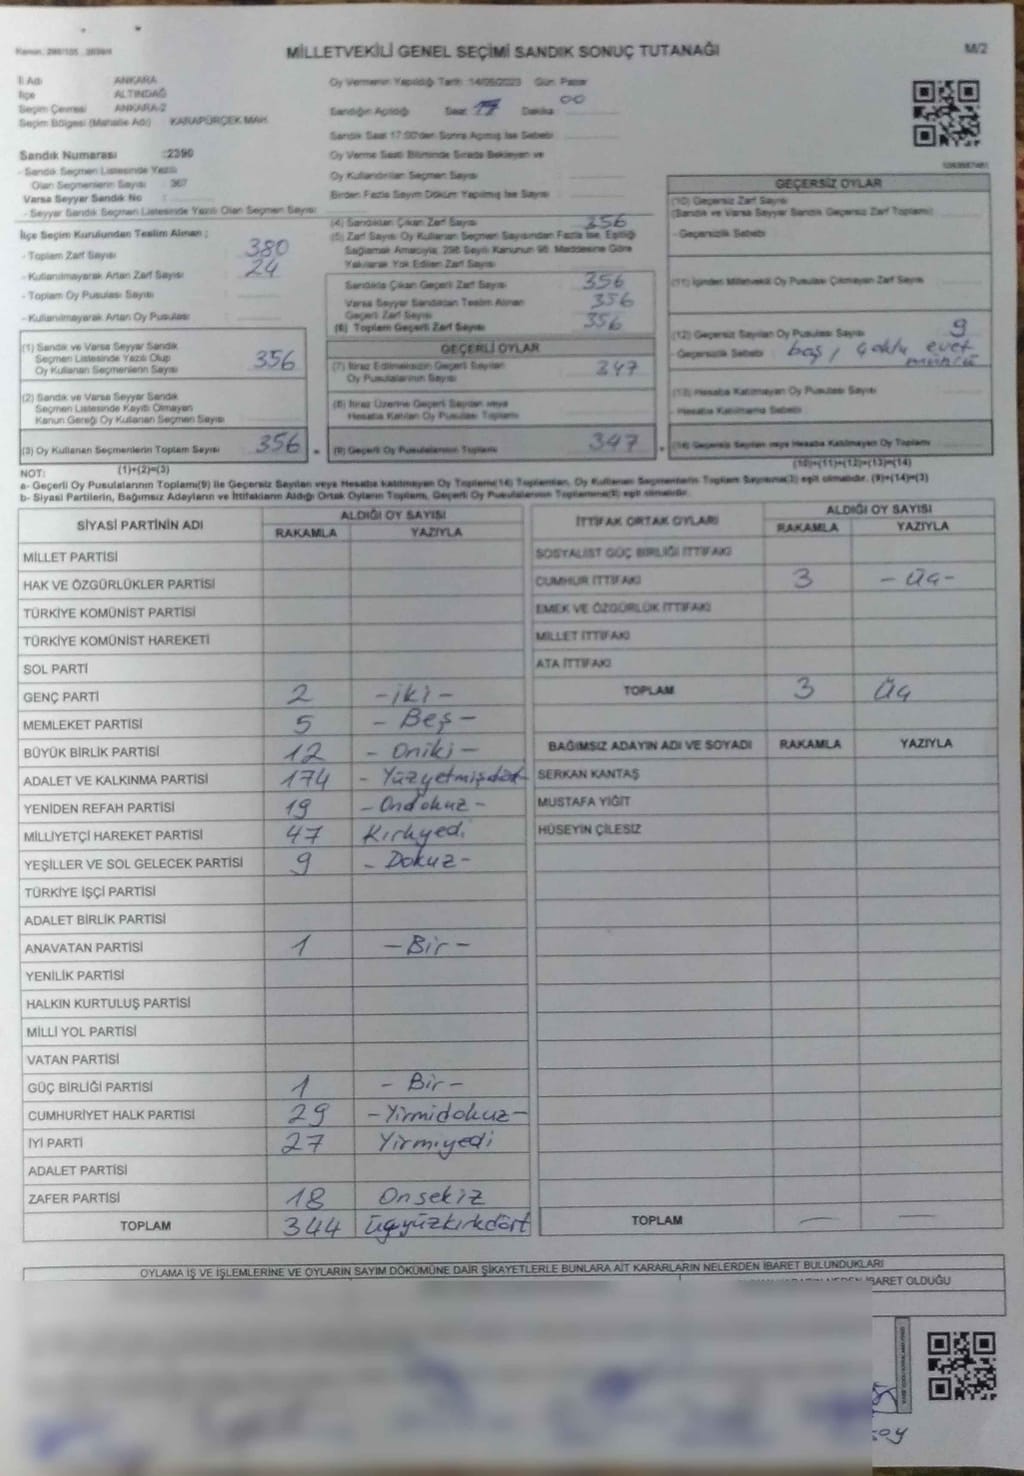 MİLLETVEKİLİ GENEL SEÇİMİ SANDIK SONUÇ TUTANAĞI
M/2
İl Adı ANKARA
İlçe ALTINDAĞ
Seçim Çevresi ANKARA-2
Seçim Bölgesi (Mahalle Adı) KARAPÜRÇEK MAH.
Sandık Numarası :2390
- Sandık Seçmen Listesinde Yazılı
Olan Seçmenlerin Sayısı : 367
Varsa Seyyar Sandık No :
- Seyyar Sandık Seçmen Listesinde Yazılı Olan Seçmen Sayısı:
Oy Vermenin Yapıldığı Tarih: 14/05/2023 Gün: Pazar
Sandığın Açıldığı Saat 17 Dakika 00
Sandık Saat 17:00'den Sonra Açılmış İse Sebebi
Oy Verme Saati Bitiminde Sırada Bekleyen ve
Oy Kullandırılan Seçmen Sayısı :
Birden Fazla Sayım Döküm Yapılmış İse Sayısı
İlçe Seçim Kurulundan Teslim Alınan ;
- Toplam Zarf Sayısı : 380
- Kullanılmayarak Artan Zarf Sayısı : 24
- Toplam Oy Pusulası Sayısı :
- Kullanılmayarak Artan Oy Pusulası :
(4) Sandıktan Çıkan Zarf Sayısı 356
(5) Zarf Sayısı Oy Kullanan Seçmen Sayısından Fazla İse, Eşitliği
Sağlamak Amacıyla; 298 Sayılı Kanunun 98. Maddesine Göre
Yakılarak Yok Edilen Zarf Sayısı
Sandıkta Çıkan Geçerli Zarf Sayısı 356
Varsa Seyyar Sandıktan Teslim Alınan
Geçerli Zarf Sayısı 356
(6) Toplam Geçerli Zarf Sayısı 356
GEÇERSİZ OYLAR
(10) Geçersiz Zarf Sayısı
(Sandık ve Varsa Seyyar Sandık Geçersiz Zarf Toplamı)
- Geçersizlik Sebebi :
(11) İçinden Milletvekili Oy Pusulası Çıkmayan Zarf Sayısı
(12) Geçersiz Sayılan Oy Pusulası Sayısı 9
- Geçersizlik Sebebi : boş, çoklu evet
mühürü
(13) Hesaba Katılmayan Oy Pusulası Sayısı
- Hesaba Katılmama Sebebi
(14) Geçersiz Sayılan veya Hesaba Katılmayan Oy Toplamı
(10)+(11)+(12)+(13)=(14)
(1) Sandık ve Varsa Seyyar Sandık
Seçmen Listesinde Yazılı Olup
Oy Kullanan Seçmenlerin Sayısı 356
(2) Sandık ve Varsa Seyyar Sandık
Seçmen Listesinde Kayıtlı Olmayan
Kanun Gereği Oy Kullanan Seçmen Sayısı
(3) Oy Kullanan Seçmenlerin Toplam Sayısı 356
(1)+(2)=(3)
GEÇERLİ OYLAR
(7) İtiraz Edilmeksizin Geçerli Sayılan
Oy Pusulalarının Sayısı 347
(8) İtiraz Üzerine Geçerli Sayılan veya
Hesaba Katılan Oy Pusulası Toplamı
(9) Geçerli Oy Pusulalarının Toplamı 347
NOT:
a- Geçerli Oy Pusulalarının Toplamı(9) ile Geçersiz Sayılan veya Hesaba katılmayan Oy Toplamı(14) Toplamları, Oy Kullanan Seçmenlerin Toplam Sayısına(3) eşit olmalıdır. (9)+(14)=(3)
b- Siyasi Partilerin, Bağımsız Adayların ve İttifakların Aldığı Ortak Oyların Toplamı, Geçerli Oy Pusulalarının Toplamına(9) eşit olmalıdır.
SİYASİ PARTİNİN ADI ALDIĞI OY SAYISI
RAKAMLA YAZIYLA
MİLLET PARTİSİ
HAK VE ÖZGÜRLÜKLER PARTİSİ
TÜRKİYE KOMÜNİST PARTİSİ
TÜRKİYE KOMÜNİST HAREKETİ
SOL PARTİ
GENÇ PARTİ 2 -iki-
MEMLEKET PARTİSİ 5 - Beş -
BÜYÜK BİRLİK PARTİSİ 12 - Oniki -
ADALET VE KALKINMA PARTİSİ 174 - Yüzyetmişdört
YENİDEN REFAH PARTİSİ 19 -Ondokuz-
MİLLİYETÇİ HAREKET PARTİSİ 47 Kırkyedi
YEŞİLLER VE SOL GELECEK PARTİSİ 9 - Dokuz-
TÜRKİYE İŞÇİ PARTİSİ
ADALET BİRLİK PARTİSİ
ANAVATAN PARTİSİ 1 -Bir-
YENİLİK PARTİSİ
HALKIN KURTULUŞ PARTİSİ
MİLLİ YOL PARTİSİ
VATAN PARTİSİ
GÜÇ BİRLİĞİ PARTİSİ 1 - Bir-
CUMHURİYET HALK PARTİSİ 29 -Yirmidokuz-
İYİ PARTİ 27 Yirmiyedi
ADALET PARTİSİ
ZAFER PARTİSİ 18 Onsekiz
TOPLAM 344 üçyüzkırkdört
İTTİFAK ORTAK OYLARI ALDIĞI OY SAYISI
RAKAMLA YAZIYLA
SOSYALİST GÜÇ BİRLİĞİ İTTİFAKI
CUMHUR İTTİFAKI 3 - üç-
EMEK VE ÖZGÜRLÜK İTTİFAKI
MİLLET İTTİFAKI
ATA İTTİFAKI
TOPLAM 3 üç
BAĞIMSIZ ADAYIN ADI VE SOYADI RAKAMLA YAZIYLA
SERKAN KANTAŞ
MUSTAFA YİĞİT
HÜSEYİN ÇİLESİZ
TOPLAM — —
OYLAMA İŞ VE İŞLEMLERİNE VE OYLARIN SAYIM DÖKÜMÜNE DAİR ŞİKAYETLERLE BUNLARA AİT KARARLARIN NELERDEN İBARET BULUNDUKLARI
İBARET OLDUĞU